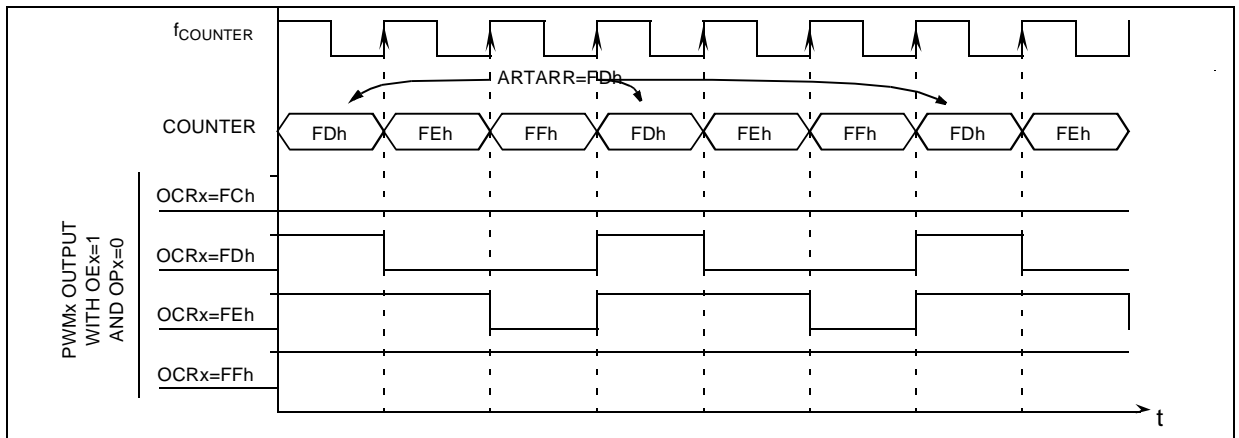 fCOUNTER
ARTARR=FDh
COUNTER
FDh FEh FFh FDh FEh FFh FDh FEh
PWMx OUTPUT
WITH OEx=1
AND OPx=0
OCRx=FCh
OCRx=FDh
OCRx=FEh
OCRx=FFh
t